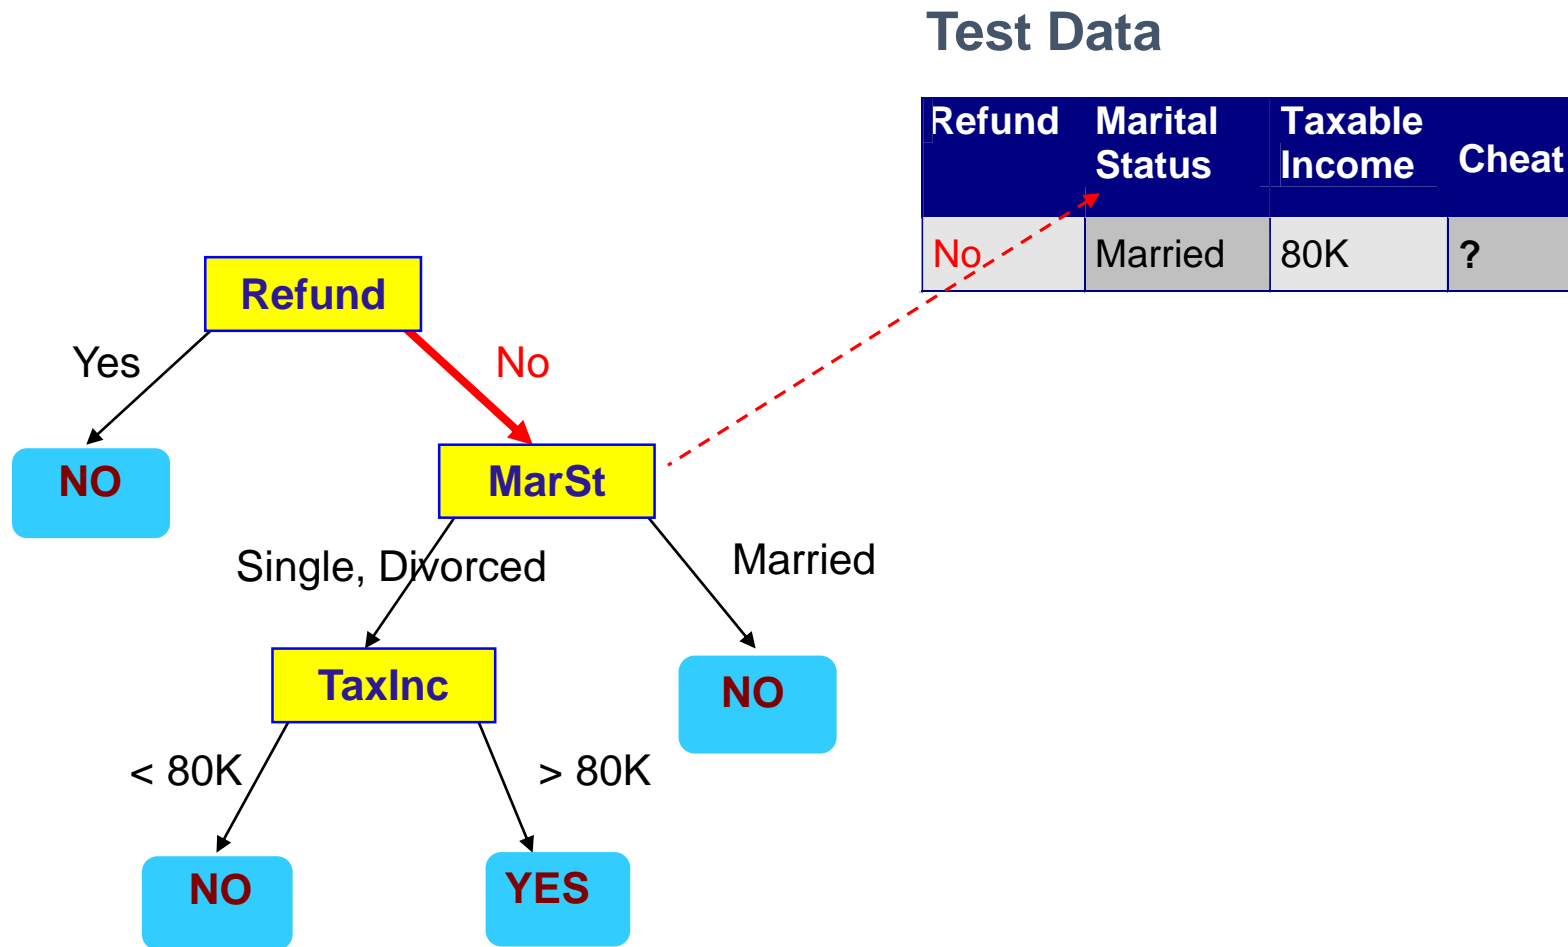 Test Data
Refund Marital Status Taxable Income Cheat
No Married 80K ?
Refund
Yes No
NO
MarSt
Single, Divorced Married
TaxInc
NO
< 80K > 80K
NO YES